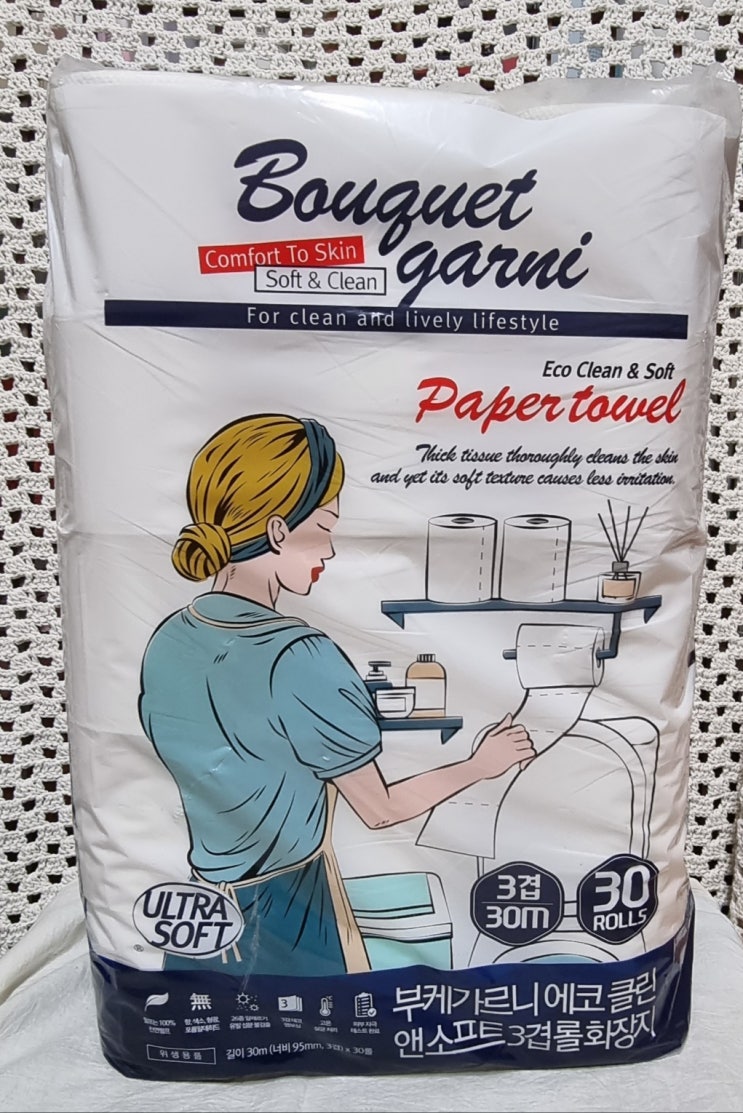 Bouquet
garni
Comfort To Skin
Soft & Clean
For clean and lively lifestyle
Eco Clean & Soft
Paper towel
Thick tissue thoroughly cleans the skin
and yet its soft texture causes less irritation.
3겹
30m
30
ROLLS
ULTRA
SOFT
®
부케가르니 에코 클린
앤 소프트 3겹 롤화장지
3
위생용품
길이 30m (너비 95mm, 3겹) x 30롤